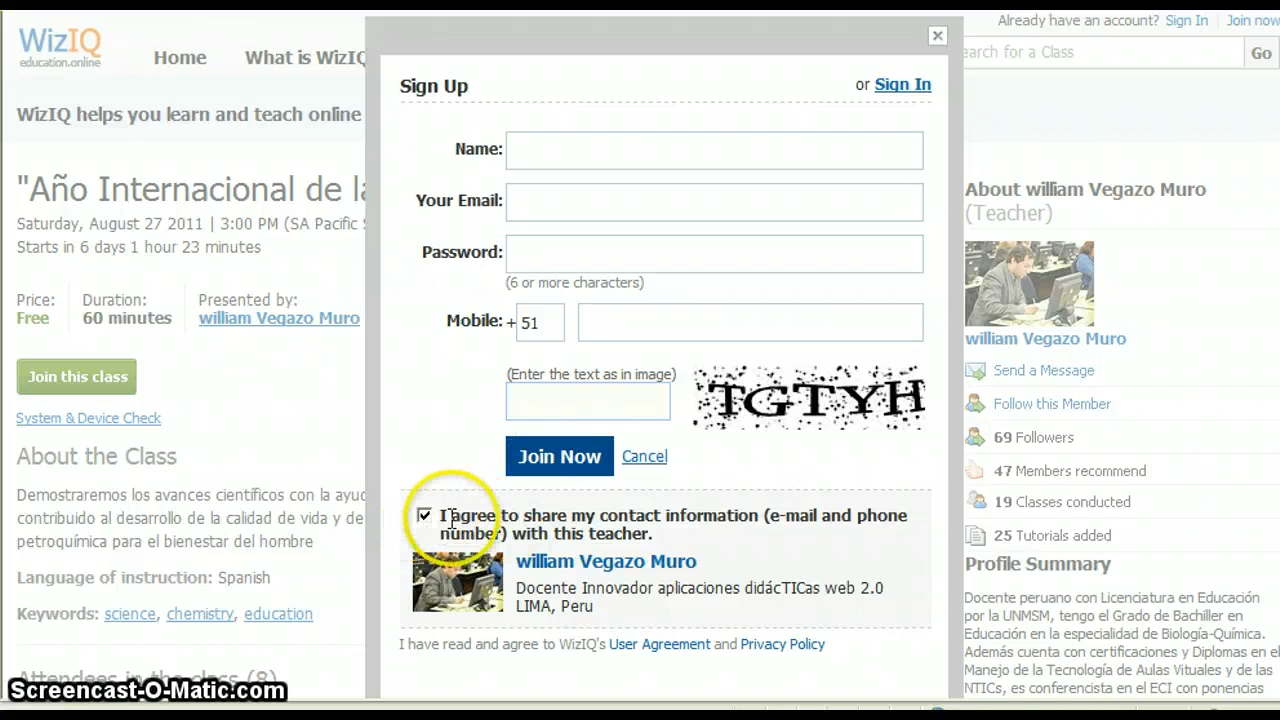 WizIQ
education.online
Home
What is WizIQ
Already have an account? Sign In | Join now
earch for a Class
Go
WizIQ helps you learn and teach online
"Año Internacional de la
Saturday, August 27 2011 | 3:00 PM (SA Pacific S
Starts in 6 days 1 hour 23 minutes
Price:
Free
Duration:
60 minutes
Presented by:
william Vegazo Muro
Join this class
System & Device Check
About the Class
Demostraremos los avances científicos con la ayuc
contribuido al desarrollo de la calidad de vida y de
petroquímica para el bienestar del hombre
Language of instruction: Spanish
Keywords: science, chemistry, education
Attendees in the class (8)
Screencast-O-Matic.com
Sign Up
or Sign In
Name:
Your Email:
Password:
(6 or more characters)
Mobile: + 51
(Enter the text as in image)
TGTYH
Join Now
Cancel
I agree to share my contact information (e-mail and phone
number) with this teacher.
william Vegazo Muro
Docente Innovador aplicaciones didácTICas web 2.0
LIMA, Peru
I have read and agree to WizIQ's User Agreement and Privacy Policy
About william Vegazo Muro
(Teacher)
william Vegazo Muro
Send a Message
Follow this Member
69 Followers
47 Members recommend
19 Classes conducted
25 Tutorials added
Profile Summary
Docente peruano con Licenciatura en Educación
por la UNMSM, tengo el Grado de Bachiller en
Educación en la especialidad de Biología-Química.
Además cuenta con certificaciones y Diplomas en el
Manejo de la Tecnología de Aulas Vituales y de las
NTICs, es conferencista en el ECI con ponencias